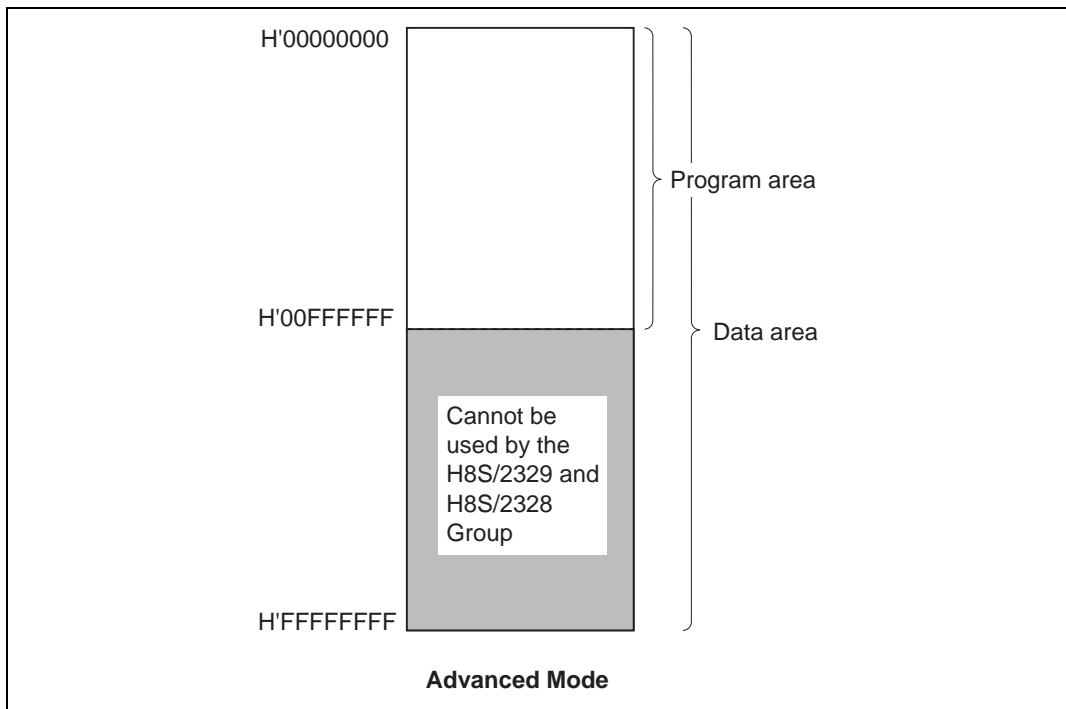 H'00000000
Program area
H'00FFFFFF
Data area
Cannot be
used by the
H8S/2329 and
H8S/2328
Group
H'FFFFFFFF
Advanced Mode